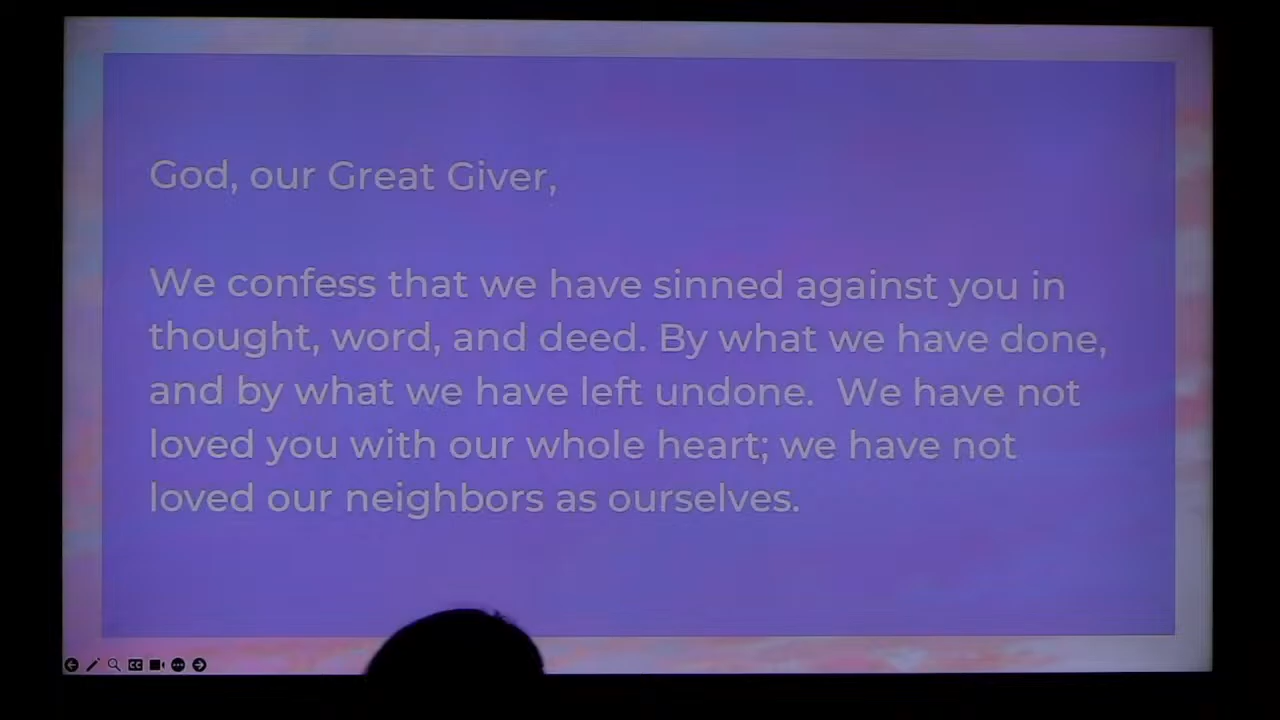 God, our Great Giver,
We confess that we have sinned against you in
thought, word, and deed. By what we have done,
and by what we have left undone.  We have not
loved you with our whole heart; we have not
loved our neighbors as ourselves.
CC